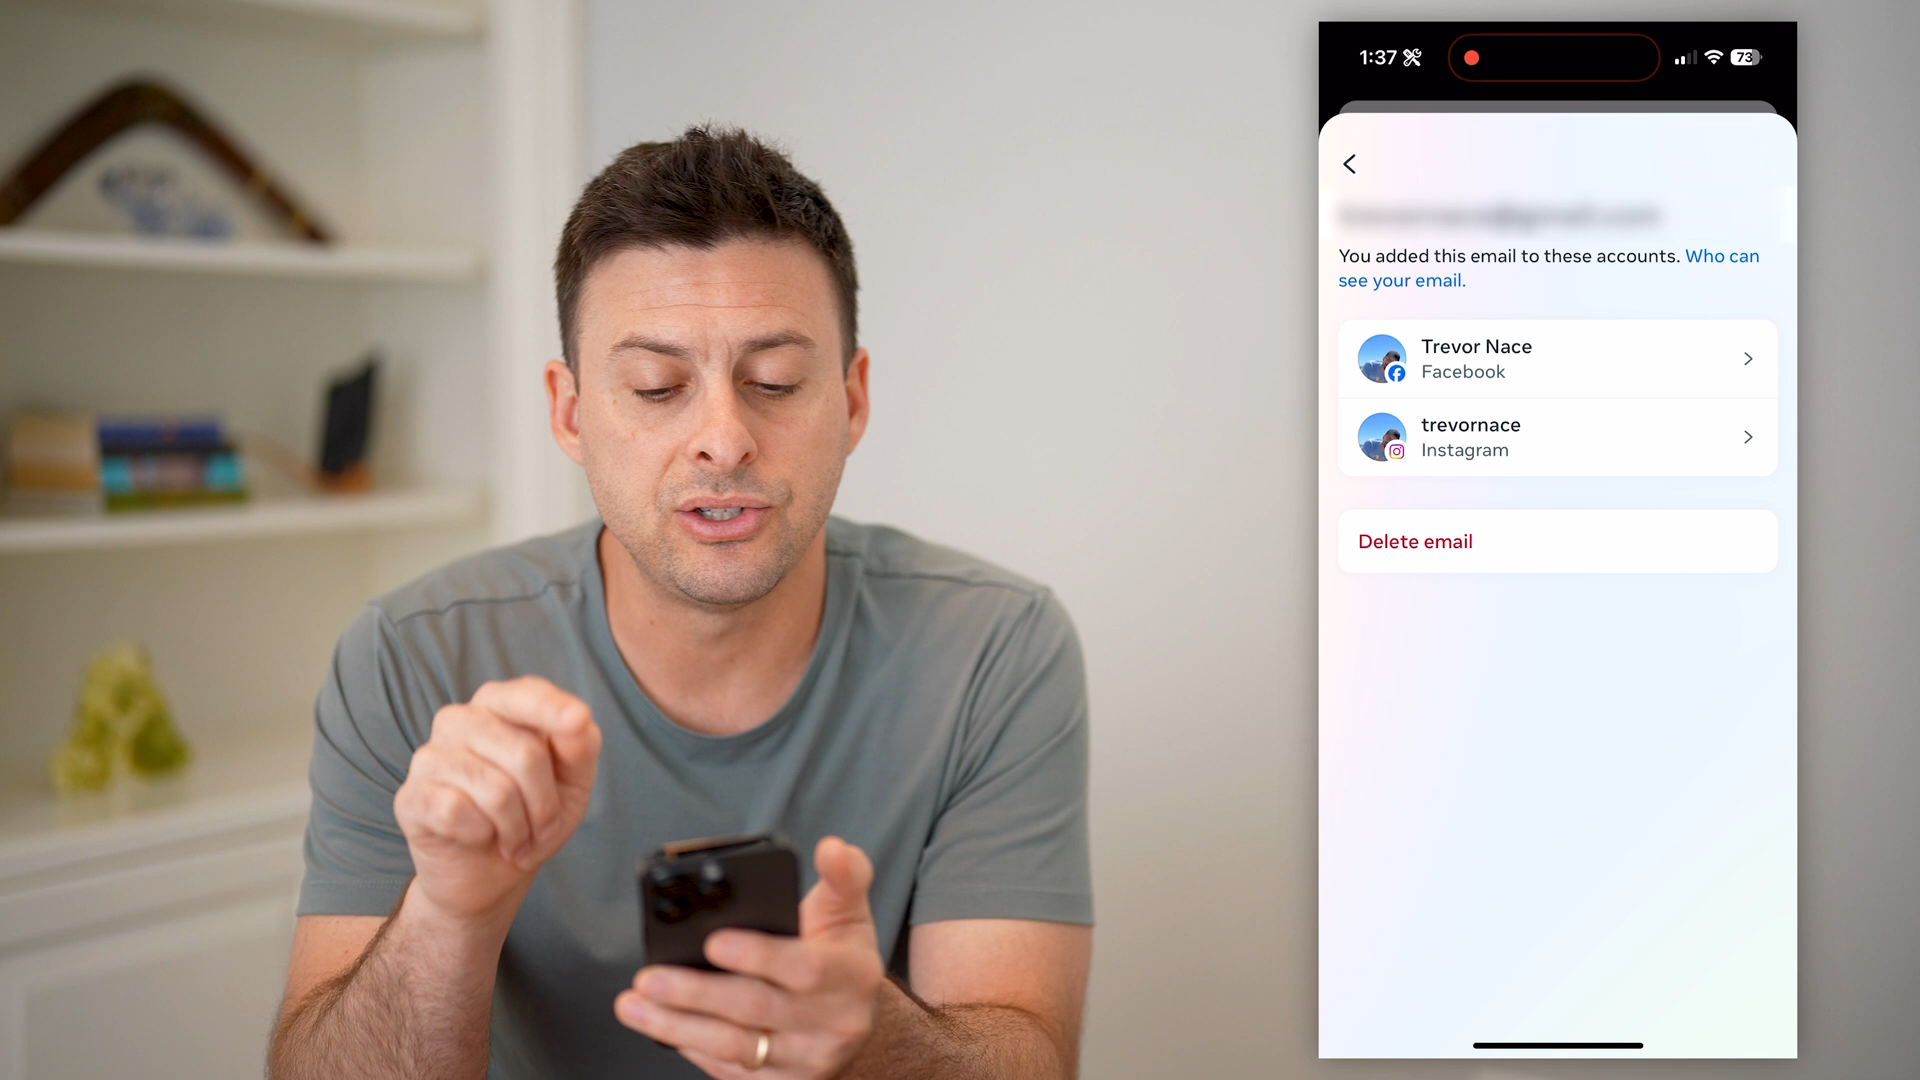 1:37
73
You added this email to these accounts. Who can
see your email.
Trevor Nace
Facebook
trevornace
Instagram
Delete email